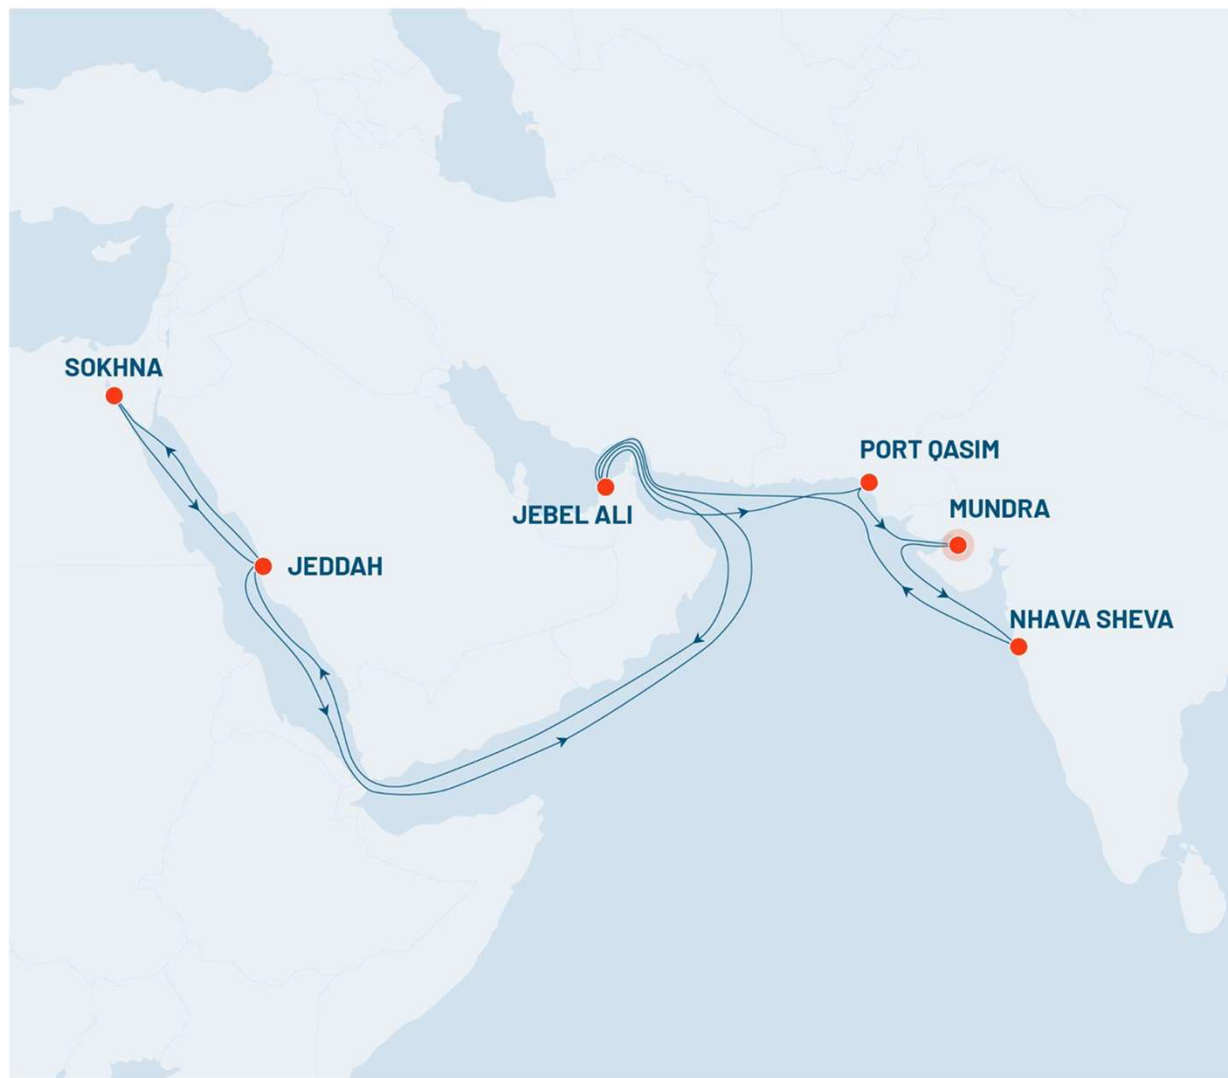 SOKHNA
PORT QASIM
MUNDRA
JEBEL ALI
JEDDAH
NHAVA SHEVA